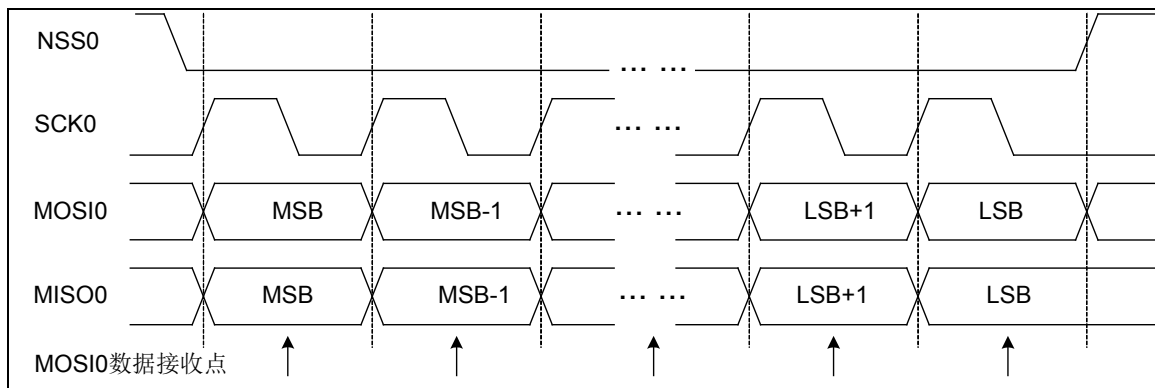 NSS0
... ...
SCK0
... ...
MOSI0 MSB MSB-1 ... ... LSB+1 LSB
MISO0 MSB MSB-1 ... ... LSB+1 LSB
MOSI0数据接收点